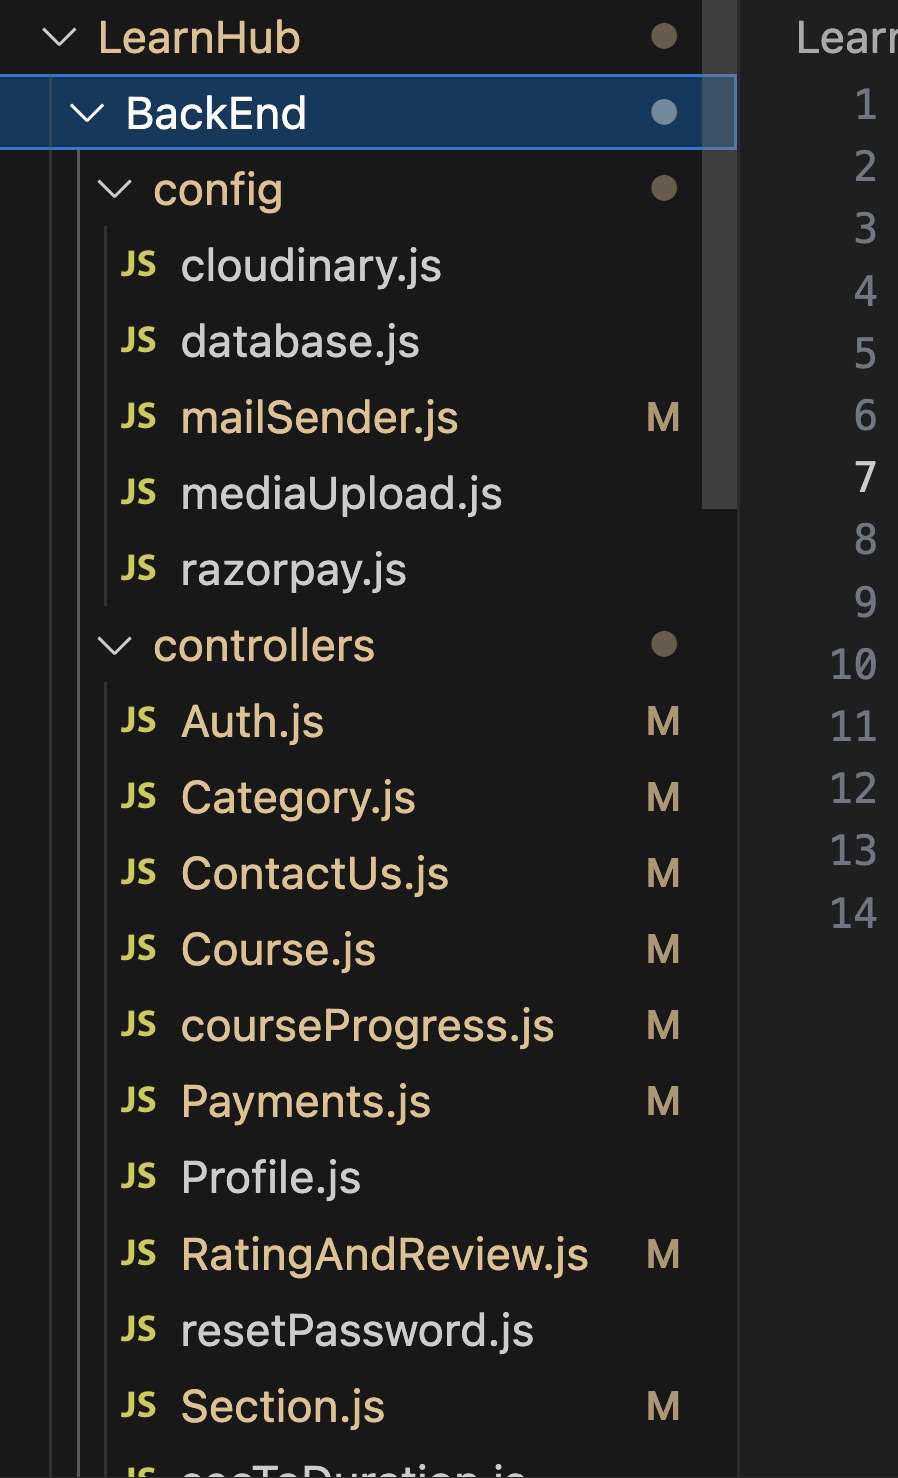 LearnHub
BackEnd
config
JS cloudinary.js
JS database.js
JS mailSender.js M
JS mediaUpload.js
JS razorpay.js
controllers
JS Auth.js M
JS Category.js M
JS ContactUs.js M
JS Course.js M
JS courseProgress.js M
JS Payments.js M
JS Profile.js
JS RatingAndReview.js M
JS resetPassword.js
JS Section.js M
JS secToDuration.js
Learn
1
2
3
4
5
6
7
8
9
10
11
12
13
14